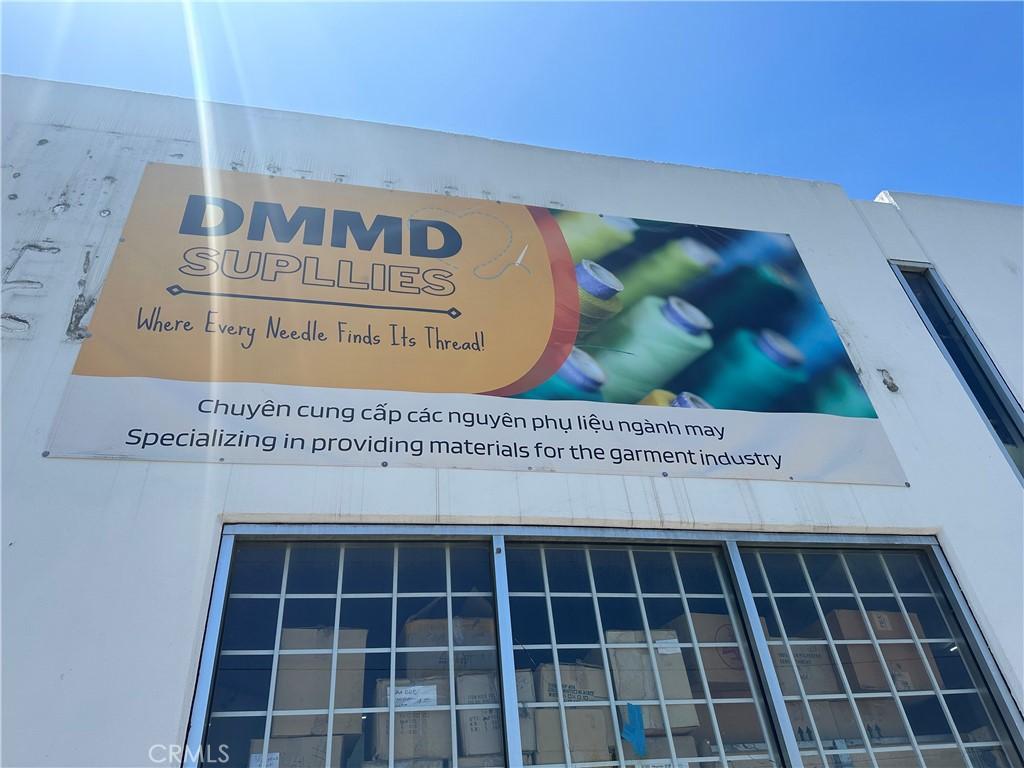 DMMD
SUPLLIES
Where Every Needle Finds Its Thread!
Chuyên cung cấp các nguyên phụ liệu ngành may
Specializing in providing materials for the garment industry
CRMLS